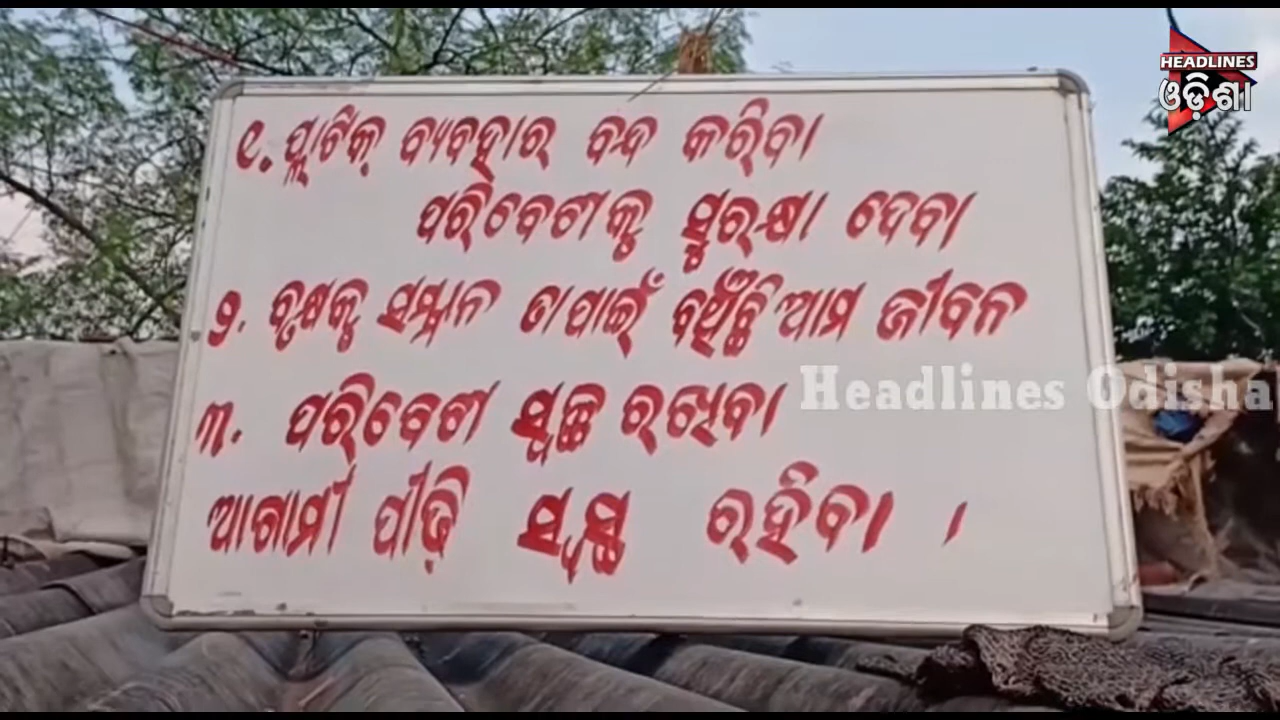 HEADLINES
ଓଡ଼ିଶା
୧. ପ୍ଲାଷ୍ଟିକ୍ ବ୍ୟବହାର ବନ୍ଦ କରିବା
ପରିବେଶକୁ ସୁରକ୍ଷା ଦେବା
୨. ବୃକ୍ଷକୁ ସମ୍ମାନ ତା ପାଇଁ ବଞ୍ଚିଛି ଆମ ଜୀବନ
Headlines Odisha
୩. ପରିବେଶ ସ୍ୱଚ୍ଛ ରଖିବା
ଆଗାମୀ ପୀଢ଼ି ସୁସ୍ଥ ରହିବା ।